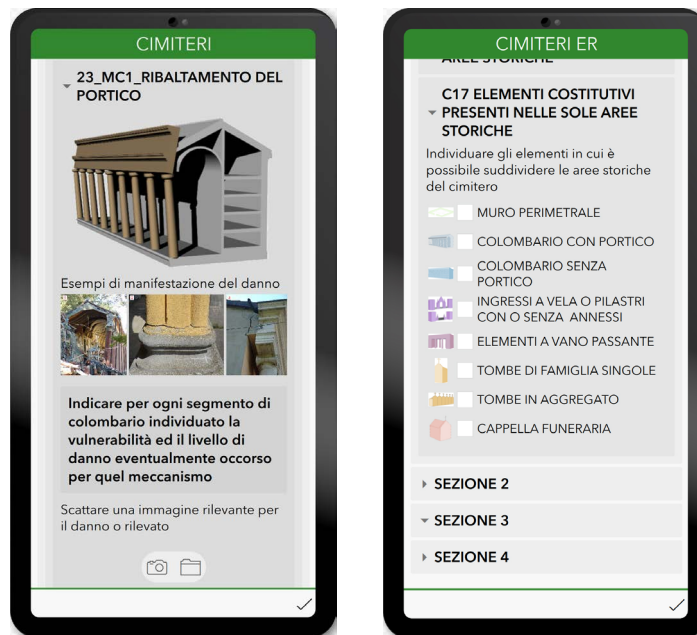 CIMITERI
23_MC1_RIBALTAMENTO DEL
PORTICO
Esempi di manifestazione del danno
Indicare per ogni segmento di
colombario individuato la
vulnerabilità ed il livello di
danno eventualmente occorso
per quel meccanismo
Scattare una immagine rilevante per
il danno o rilevato
CIMITERI ER
AREE STORICHE
C17 ELEMENTI COSTITUTIVI
PRESENTI NELLE SOLE AREE
STORICHE
Individuare gli elementi in cui è
possibile suddividere le aree storiche
del cimitero
MURO PERIMETRALE
COLOMBARIO CON PORTICO
COLOMBARIO SENZA
PORTICO
INGRESSI A VELA O PILASTRI
CON O SENZA ANNESSI
ELEMENTI A VANO PASSANTE
TOMBE DI FAMIGLIA SINGOLE
TOMBE IN AGGREGATO
CAPPELLA FUNERARIA
SEZIONE 2
SEZIONE 3
SEZIONE 4